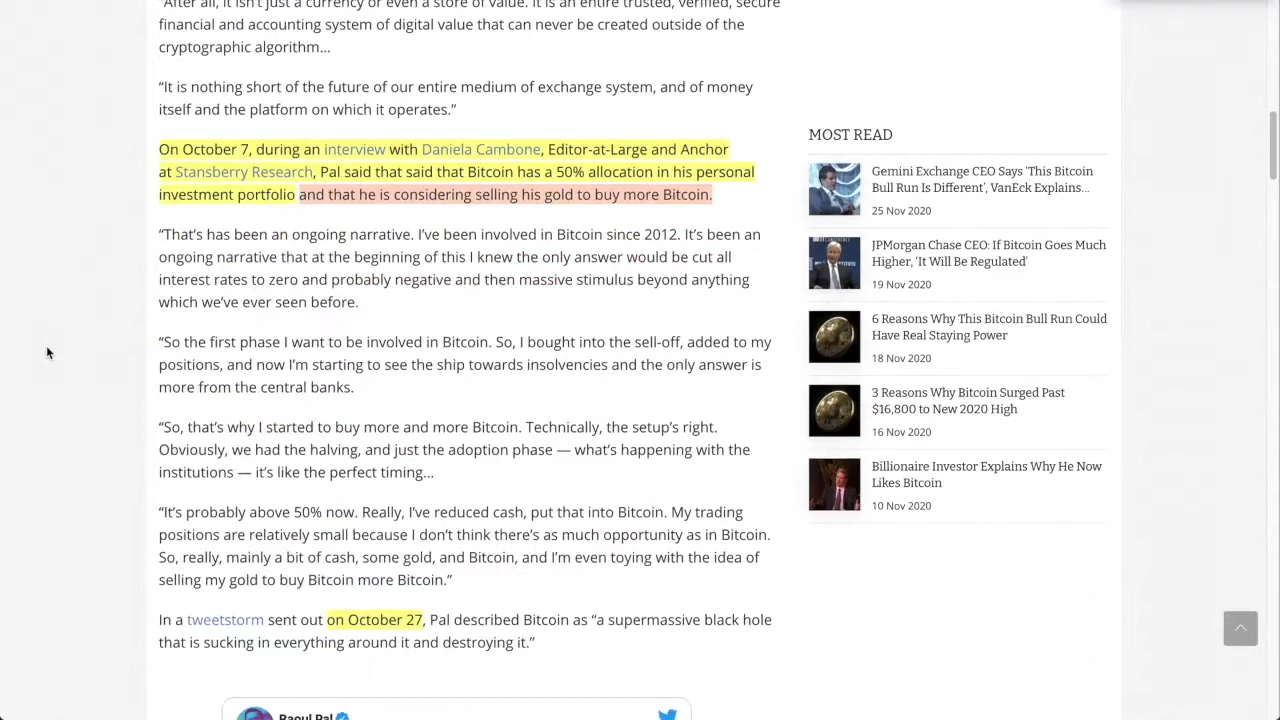 “After all, it isn’t just a currency or even a store of value. It is an entire trusted, verified, secure
financial and accounting system of digital value that can never be created outside of the
cryptographic algorithm…
“It is nothing short of the future of our entire medium of exchange system, and of money
itself and the platform on which it operates.”
On October 7, during an interview with Daniela Cambone, Editor-at-Large and Anchor
at Stansberry Research, Pal said that said that Bitcoin has a 50% allocation in his personal
investment portfolio and that he is considering selling his gold to buy more Bitcoin.
“That’s has been an ongoing narrative. I’ve been involved in Bitcoin since 2012. It’s been an
ongoing narrative that at the beginning of this I knew the only answer would be cut all
interest rates to zero and probably negative and then massive stimulus beyond anything
which we’ve ever seen before.
“So the first phase I want to be involved in Bitcoin. So, I bought into the sell-off, added to my
positions, and now I’m starting to see the ship towards insolvencies and the only answer is
more from the central banks.
“So, that’s why I started to buy more and more Bitcoin. Technically, the setup’s right.
Obviously, we had the halving, and just the adoption phase — what’s happening with the
institutions — it’s like the perfect timing…
“It’s probably above 50% now. Really, I’ve reduced cash, put that into Bitcoin. My trading
positions are relatively small because I don’t think there’s as much opportunity as in Bitcoin.
So, really, mainly a bit of cash, some gold, and Bitcoin, and I’m even toying with the idea of
selling my gold to buy Bitcoin more Bitcoin.”
In a tweetstorm sent out on October 27, Pal described Bitcoin as “a supermassive black hole
that is sucking in everything around it and destroying it.”
Raoul Pal
MOST READ
Gemini Exchange CEO Says ‘This Bitcoin
Bull Run Is Different’, VanEck Explains…
25 Nov 2020
JPMorgan Chase CEO: If Bitcoin Goes Much
Higher, ‘It Will Be Regulated’
19 Nov 2020
6 Reasons Why This Bitcoin Bull Run Could
Have Real Staying Power
18 Nov 2020
3 Reasons Why Bitcoin Surged Past
$16,800 to New 2020 High
16 Nov 2020
Billionaire Investor Explains Why He Now
Likes Bitcoin
10 Nov 2020